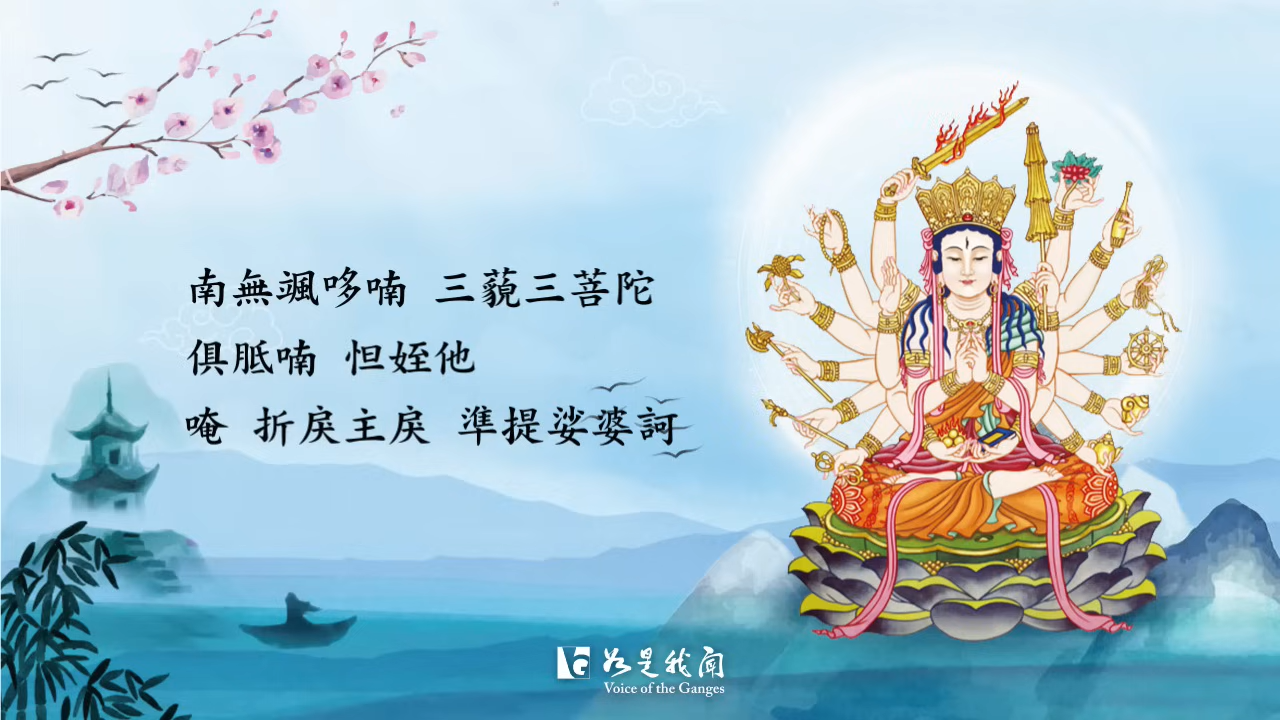 南無颯哆喃 三藐三菩陀
俱胝喃 怛姪他
唵 折戾主戾 準提娑婆訶
如是我聞
Voice of the Ganges